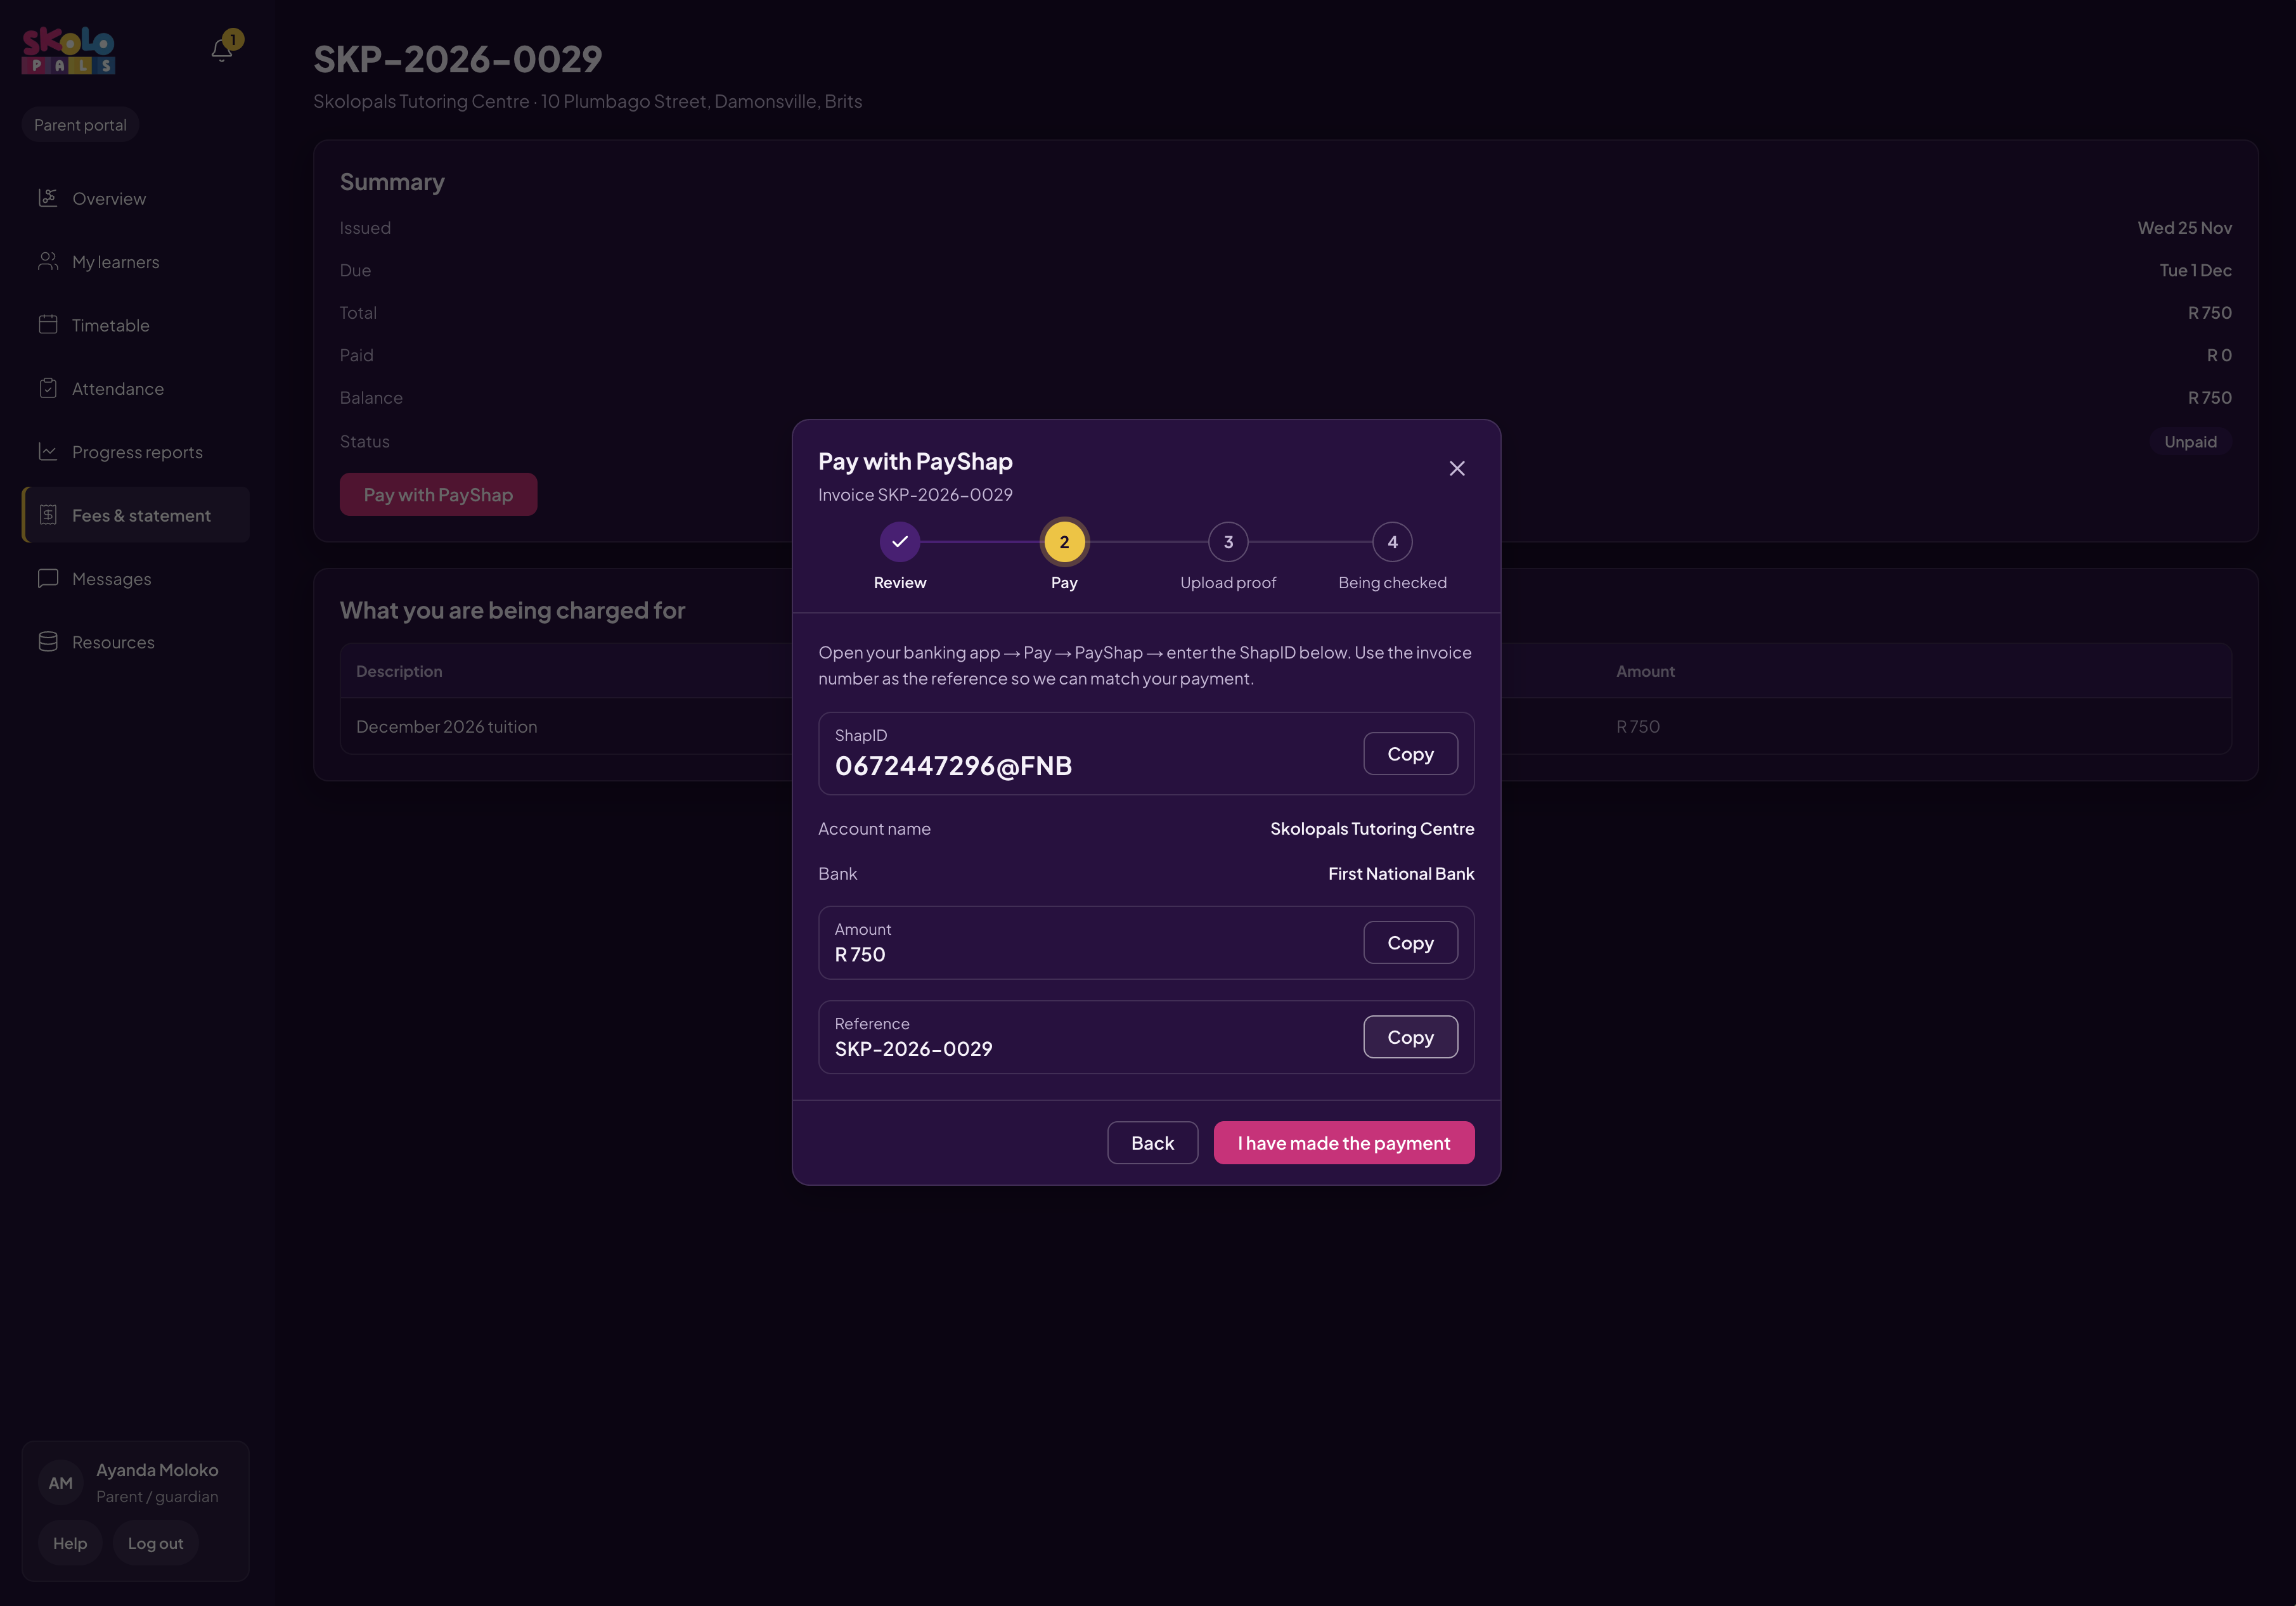 SKOLO
PALS
1
Parent portal
Overview
My learners
Timetable
Attendance
Progress reports
Fees & statement
Messages
Resources
AM
Ayanda Moloko
Parent / guardian
Help
Log out
SKP-2026-0029
Skolopals Tutoring Centre · 10 Plumbago Street, Damonsville, Brits
Summary
Issued
Wed 25 Nov
Due
Tue 1 Dec
Total
R 750
Paid
R 0
Balance
R 750
Status
Unpaid
Pay with PayShap
What you are being charged for
Description
Amount
December 2026 tuition
R 750
Pay with PayShap
Invoice SKP-2026-0029
2
3
4
Review
Pay
Upload proof
Being checked
Open your banking app → Pay → PayShap → enter the ShapID below. Use the invoice
number as the reference so we can match your payment.
ShapID
0672447296@FNB
Copy
Account name
Skolopals Tutoring Centre
Bank
First National Bank
Amount
R 750
Copy
Reference
SKP-2026-0029
Copy
Back
I have made the payment